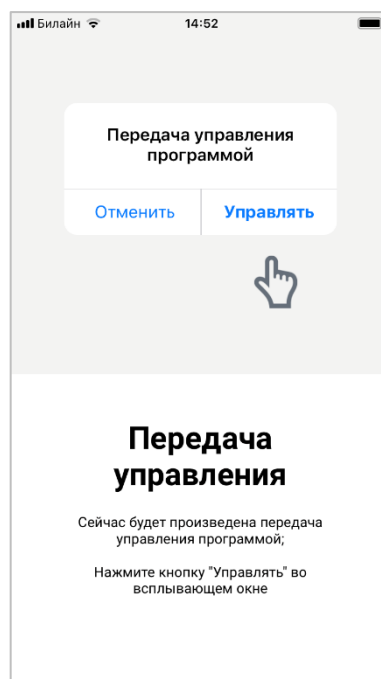 Билайн 14:52
Передача управления
программой
Отменить Управлять
Передача
управления
Сейчас будет произведена передача
управления программой;
Нажмите кнопку "Управлять" во
всплывающем окне